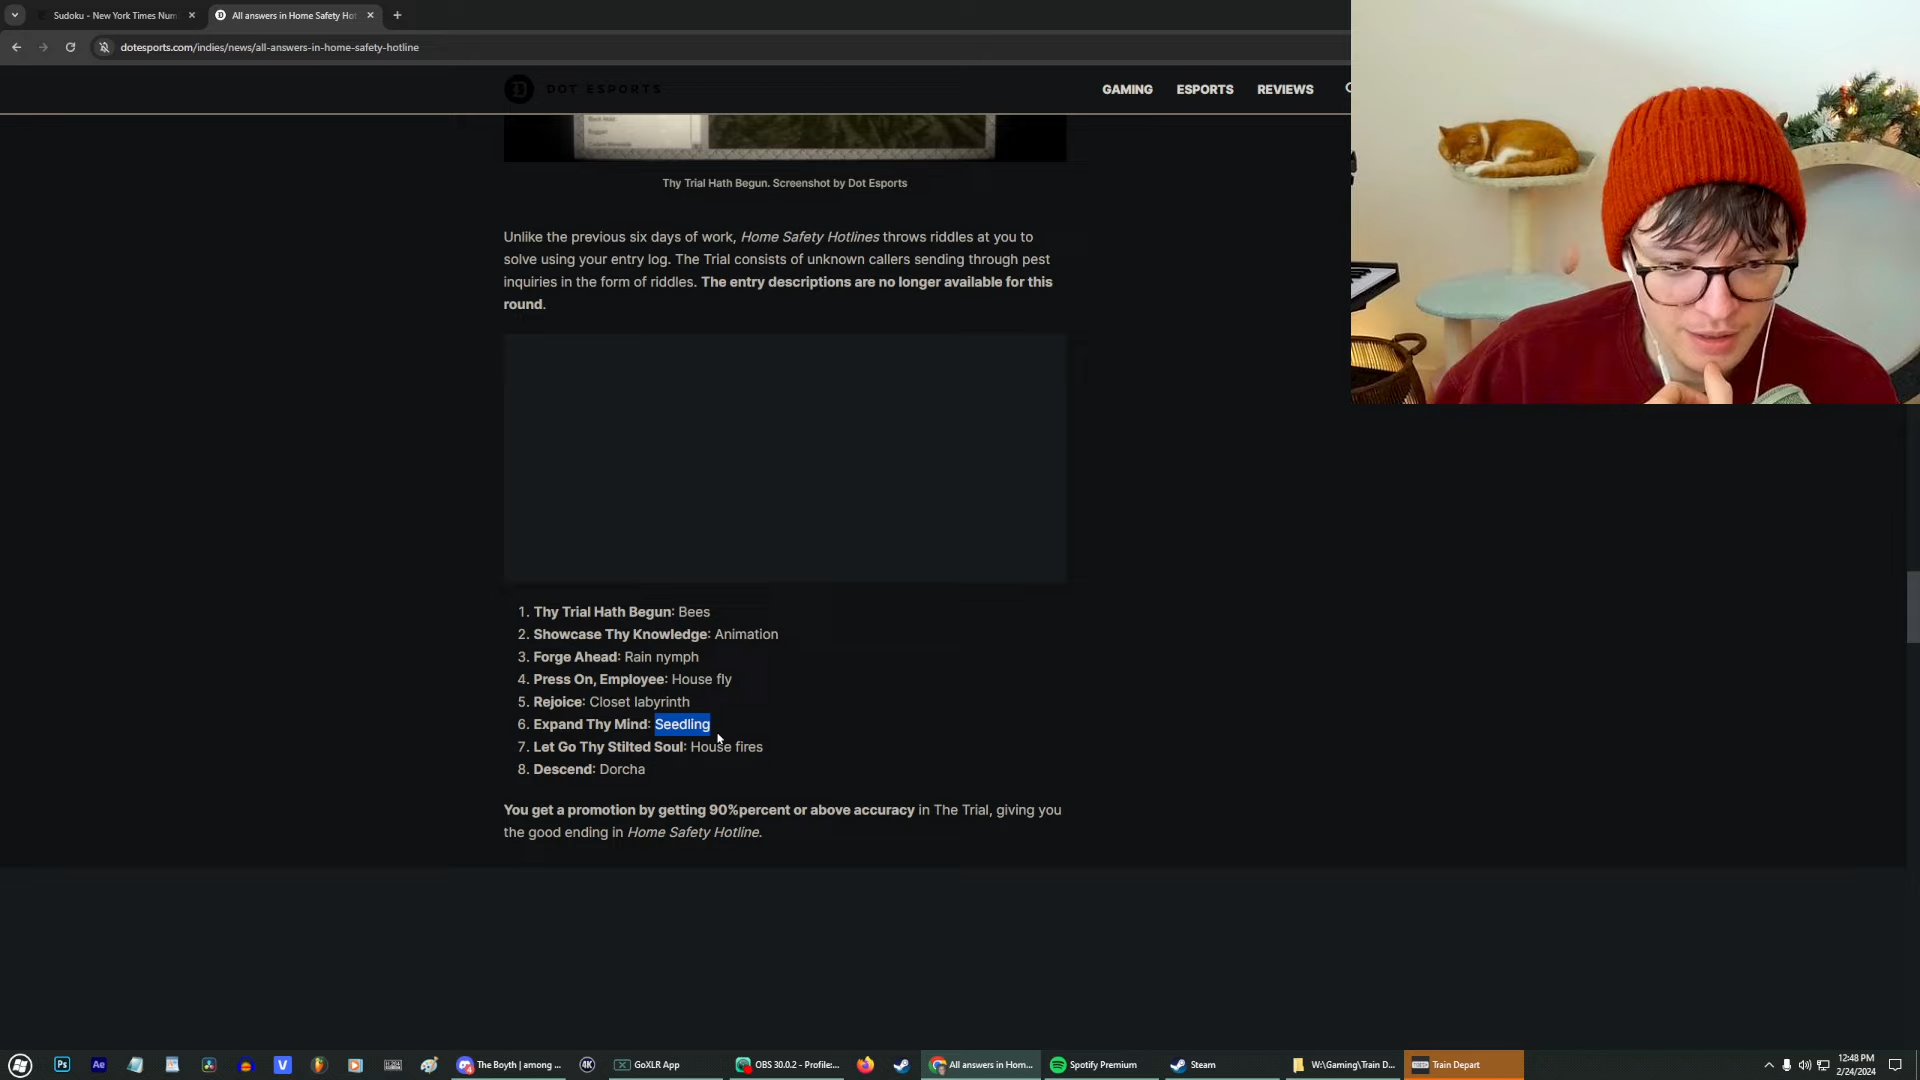 Sudoku - New York Times Num
All answers in Home Safety Hot
dotesports.com/indies/news/all-answers-in-home-safety-hotline
DOT ESPORTS
GAMING ESPORTS REVIEWS
Thy Trial Hath Begun. Screenshot by Dot Esports
Unlike the previous six days of work, Home Safety Hotlines throws riddles at you to
solve using your entry log. The Trial consists of unknown callers sending through pest
inquiries in the form of riddles. The entry descriptions are no longer available for this
round.
1. Thy Trial Hath Begun: Bees
2. Showcase Thy Knowledge: Animation
3. Forge Ahead: Rain nymph
4. Press On, Employee: House fly
5. Rejoice: Closet labyrinth
6. Expand Thy Mind: Seedling
7. Let Go Thy Stilted Soul: House fires
8. Descend: Dorcha
You get a promotion by getting 90%percent or above accuracy in The Trial, giving you
the good ending in Home Safety Hotline.
Ps Ae V 4K The Boyth | among ... GoXLR App OBS 30.0.2 - Profile:... All answers in Hom... Spotify Premium Steam W:\Gaming\Train D... Train Depart
12:48 PM
2/24/2024